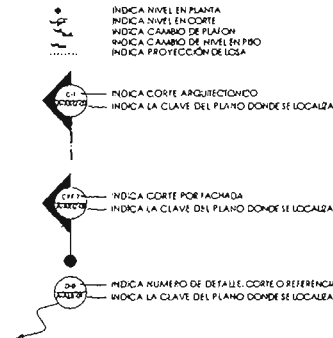 INDICA NIVEL EN PLANTA
INDICA NIVEL EN CORTE
INDICA CAMBIO DE PLAFON
INDICA CAMBIO DE NIVEL EN PISO
INDICA PROYECCIÓN DE LOSA
C-1
INDICA CORTE ARQUITECTONICO
INDICA LA CLAVE DEL PLANO DONDE SE LOCALIZA
INDICA CORTE POR FACHADA
INDICA LA CLAVE DEL PLANO DONDE SE LOCALIZA
INDICA NUMERO DE DETALLE, CORTE O REFERENCIA
INDICA LA CLAVE DEL PLANO DONDE SE LOCALIZA